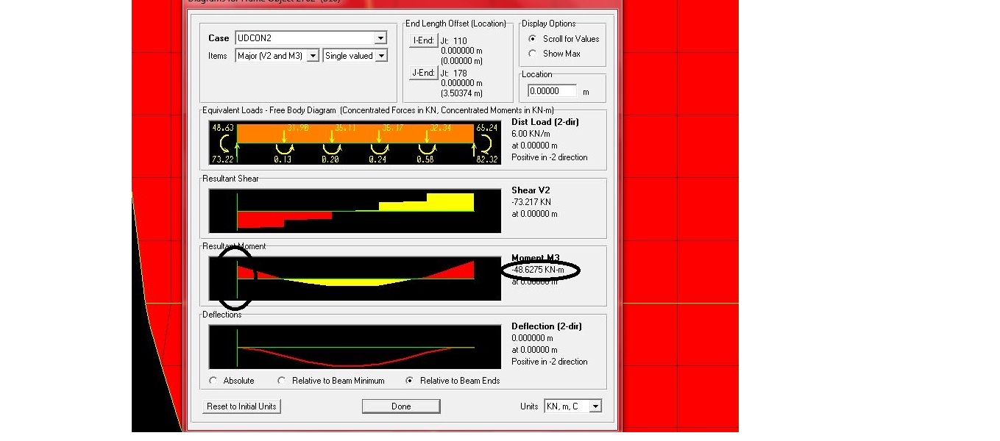 Diagrams for Frame Object 2762 (B10)
Case UDCON2
Items Major (V2 and M3) Single valued
End Length Offset (Location)
I-End: Jt: 110
0.000000 m
(0.00000 m)
J-End: Jt: 178
0.000000 m
(3.50374 m)
Display Options
Scroll for Values
Show Max
Location
0.00000 m
Equivalent Loads - Free Body Diagram (Concentrated Forces in KN, Concentrated Moments in KN-m)
48.63 31.90 35.11 35.17 32.34 65.24
73.22 0.13 0.20 0.24 0.58 82.32
Dist Load (2-dir)
6.00 KN/m
at 0.00000 m
Positive in -2 direction
Resultant Shear
Shear V2
-73.217 KN
at 0.00000 m
Resultant Moment
Moment M3
-48.6275 KN-m
at 0.00000 m
Deflections
Deflection (2-dir)
0.000000 m
at 0.00000 m
Positive in -2 direction
Absolute Relative to Beam Minimum Relative to Beam Ends
Reset to Initial Units Done Units KN, m, C